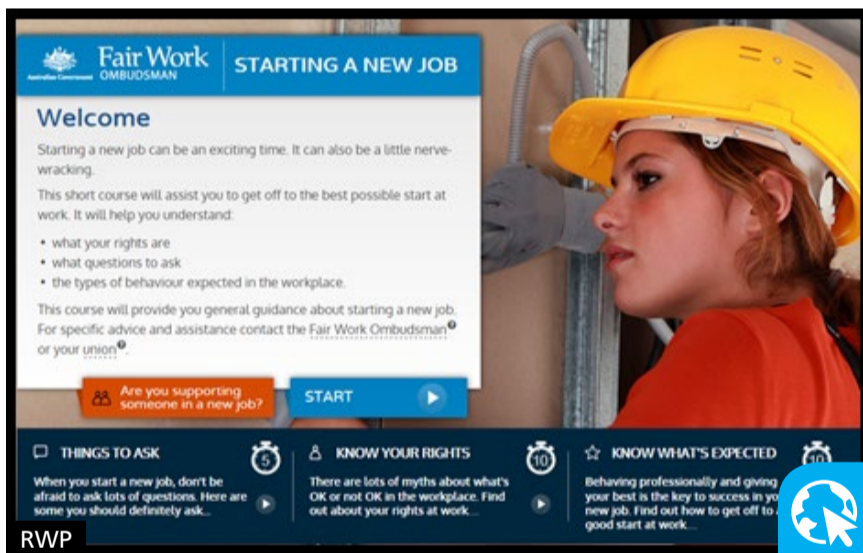 Fair Work
Australian Government
OMBUDSMAN
STARTING A NEW JOB
Welcome
Starting a new job can be an exciting time. It can also be a little nerve-
wracking.
This short course will assist you to get off to the best possible start at
work. It will help you understand:
• what your rights are
• what questions to ask
• the types of behaviour expected in the workplace.
This course will provide you general guidance about starting a new job.
For specific advice and assistance contact the Fair Work Ombudsman?
or your union?.
Are you supporting
someone in a new job?
START
THINGS TO ASK
5
When you start a new job, don't be
afraid to ask lots of questions. Here are
some you should definitely ask...
KNOW YOUR RIGHTS
10
There are lots of myths about what's
OK or not OK in the workplace. Find
out about your rights at work...
KNOW WHAT'S EXPECTED
10
Behaving professionally and giving
your best is the key to success in
new job. Find out how to get off to
good start at work...
RWP